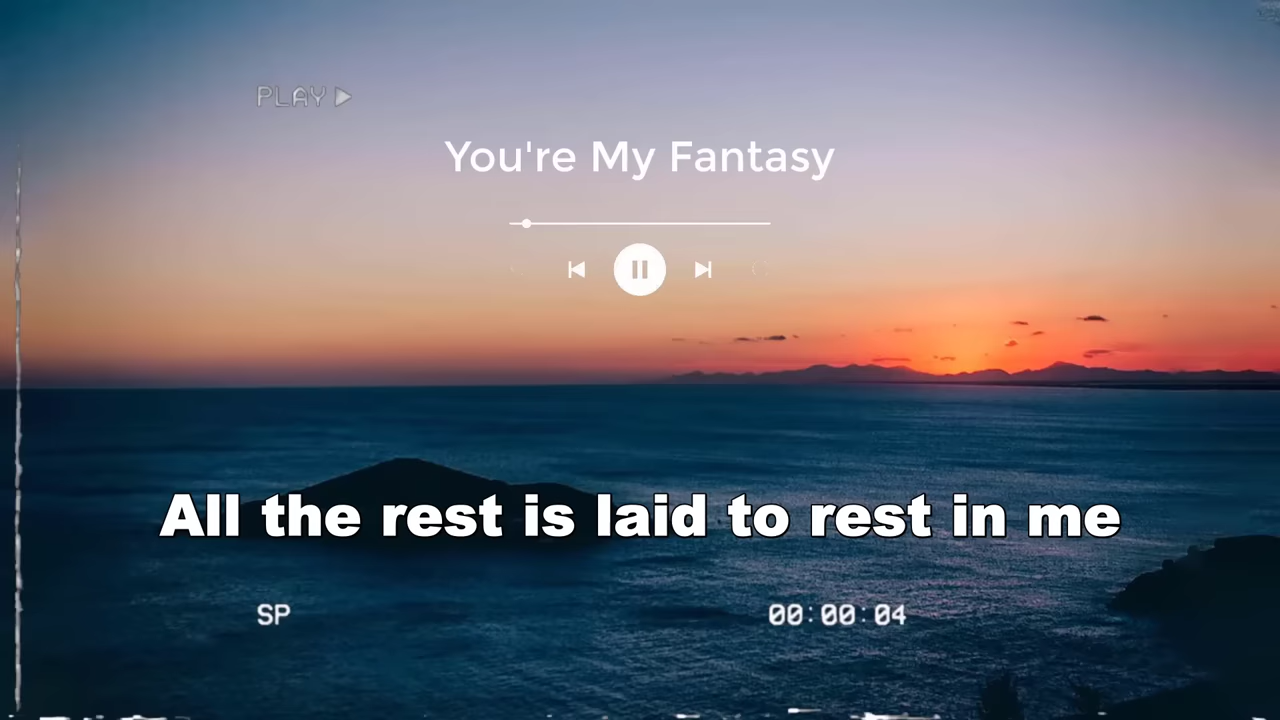 PLAY
You're My Fantasy
All the rest is laid to rest in me
SP 00:00:04